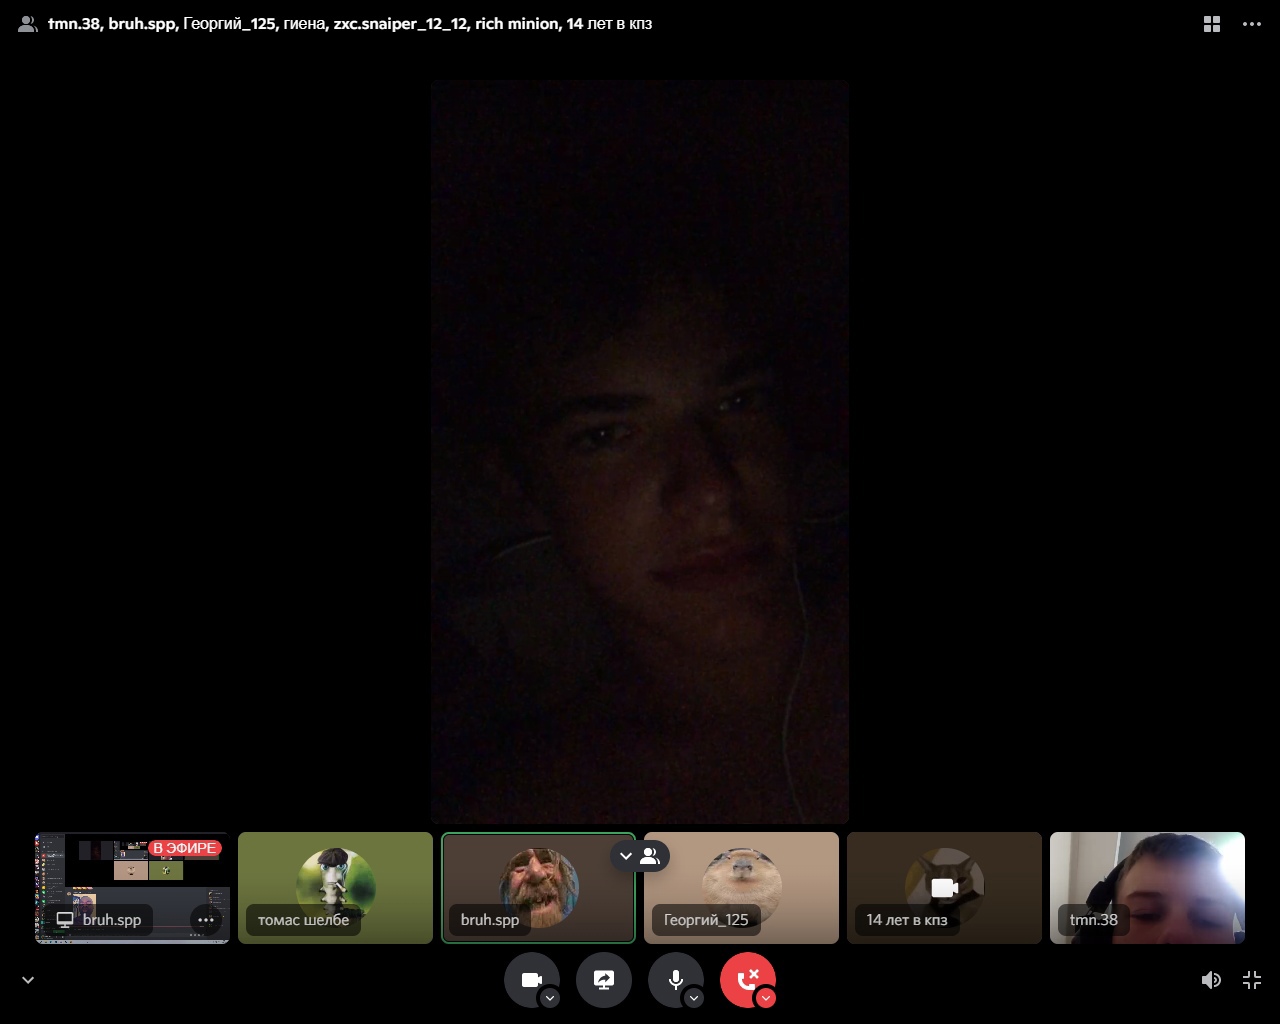 tmn.38, bruh.spp, Георгий_125, гиена, zxc.snaiper_12_12, rich minion, 14 лет в кпз
В ЭФИРЕ
bruh.spp
томас шелбе
bruh.spp
Георгий_125
14 лет в кпз
tmn.38